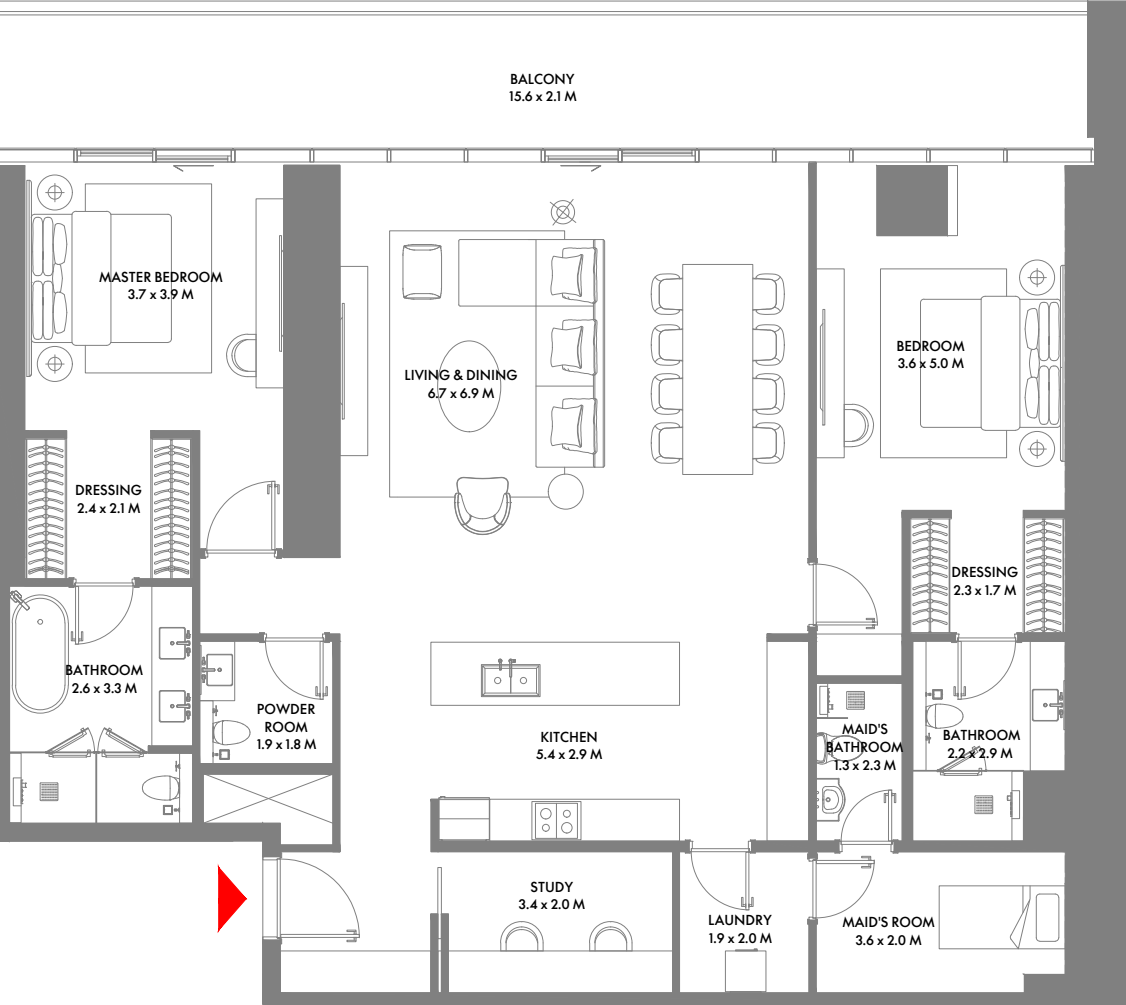 BALCONY
15.6 x 2.1 M
MASTER BEDROOM
3.7 x 3.9 M
LIVING & DINING
6.7 x 6.9 M
BEDROOM
3.6 x 5.0 M
DRESSING
2.4 x 2.1 M
DRESSING
2.3 x 1.7 M
BATHROOM
2.6 x 3.3 M
POWDER
ROOM
1.9 x 1.8 M
KITCHEN
5.4 x 2.9 M
MAID'S
BATHROOM
1.3 x 2.3 M
BATHROOM
2.2 x 2.9 M
STUDY
3.4 x 2.0 M
LAUNDRY
1.9 x 2.0 M
MAID'S ROOM
3.6 x 2.0 M